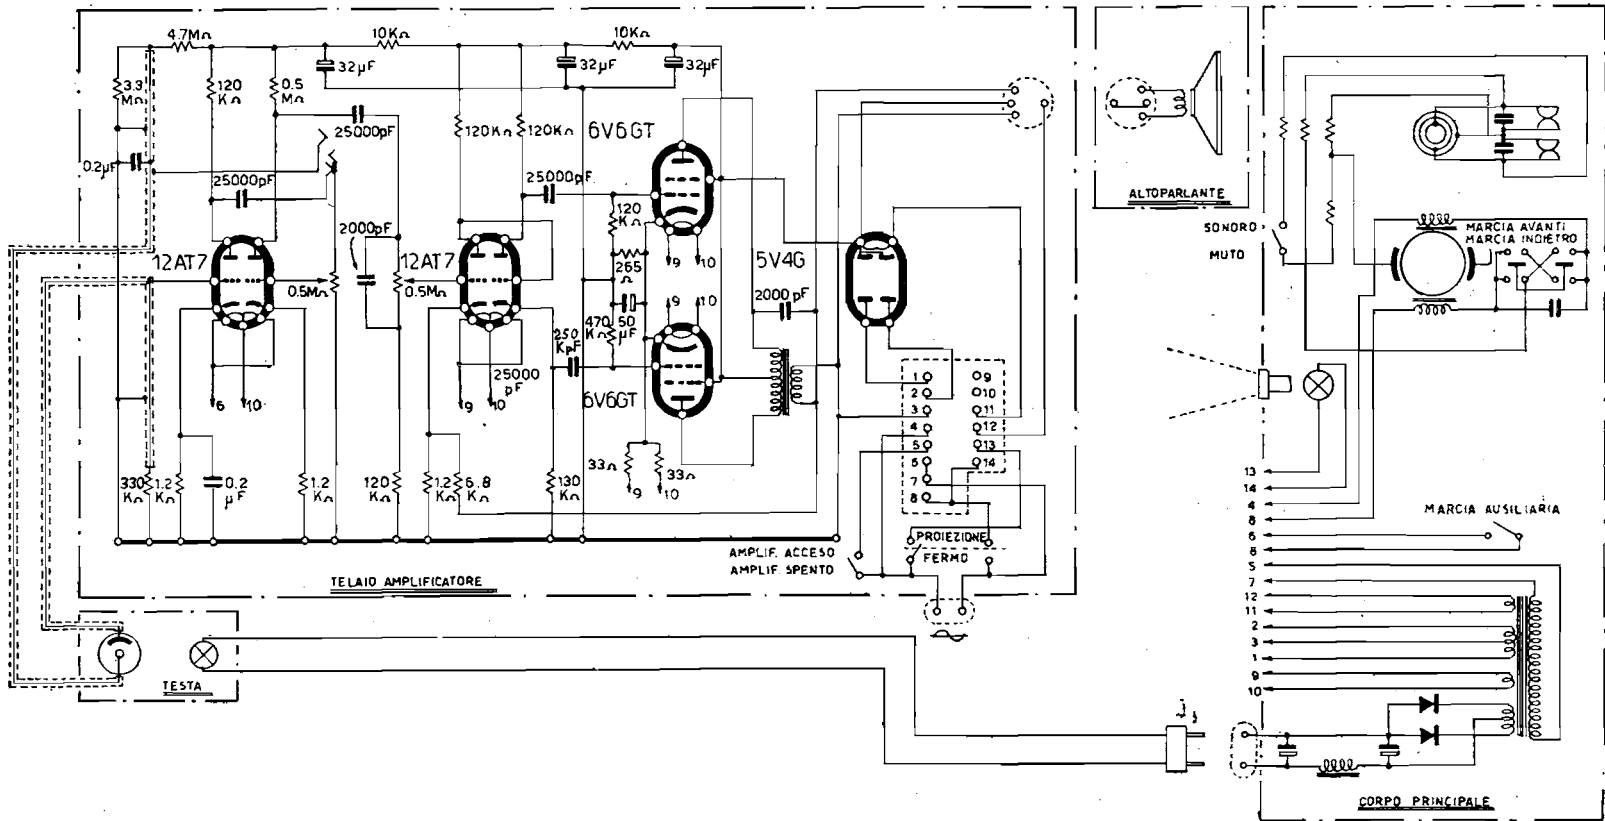 4.7MΩ
10KΩ
10KΩ
3.3
MΩ
120
KΩ
0.5
MΩ
32µF
32µF
32µF
25000pF
120KΩ
120KΩ
6V6GT
0.2µF
25000pF
25000pF
2000pF
120
KΩ
265
Ω
12AT7
0.5MΩ
12AT7
0.5MΩ
9
10
5V4G
2000pF
9
10
470
KΩ
50
µF
250
KpF
25000
pF
6
10
9
10
6V6GT
33Ω
33Ω
9
10
330
KΩ
1.2
KΩ
0.2
µF
1.2
KΩ
120
KΩ
1.2
KΩ
6.8
KΩ
130
KΩ
1
2
3
4
5
6
7
8
9
10
11
12
13
14
AMPLIF. ACCESO
AMPLIF. SPENTO
PROIEZIONE
FERMO
TELAIO AMPLIFICATORE
TESTA
ALTOPARLANTE
SONORO
MUTO
MARCIA AVANTI
MARCIA INDIETRO
13
14
4
8
6
8
5
7
12
11
2
3
1
9
10
MARCIA AUSILIARIA
CORPO PRINCIPALE